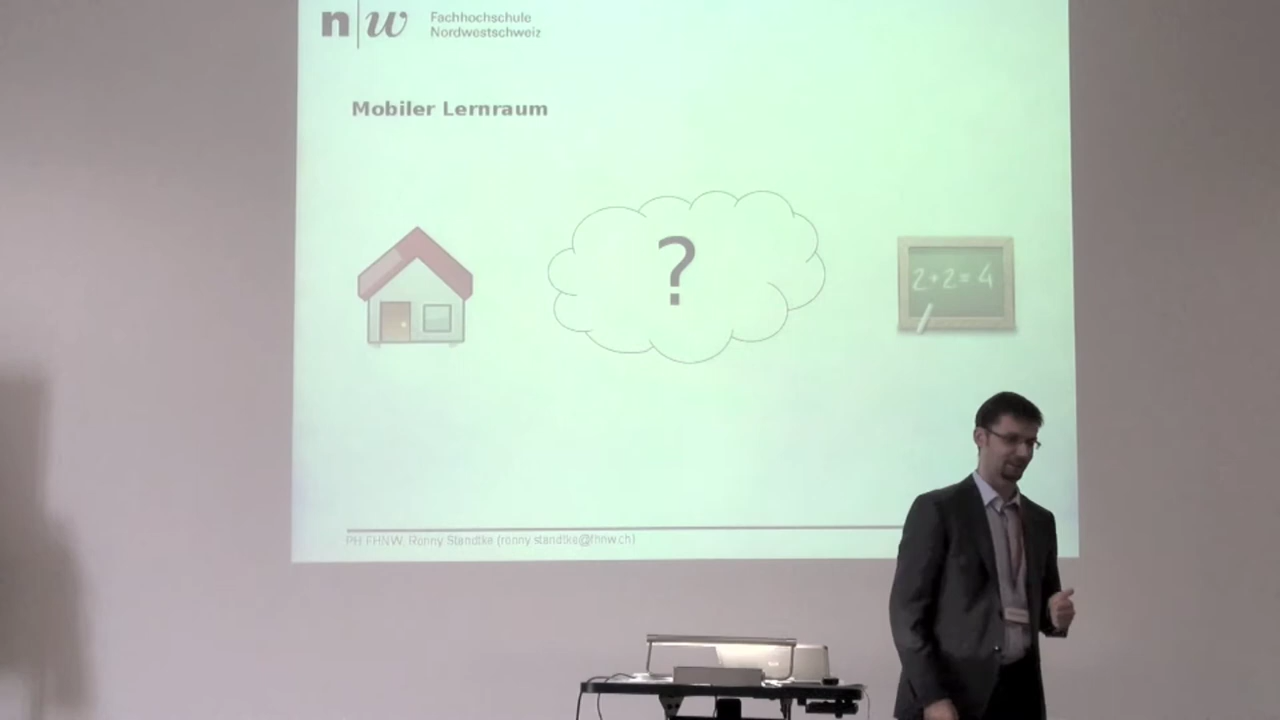 n|w Fachhochschule
Nordwestschweiz
Mobiler Lernraum
?
2+2=4
PH FHNW, Ronny Standtke (ronny.standtke@fhnw.ch)